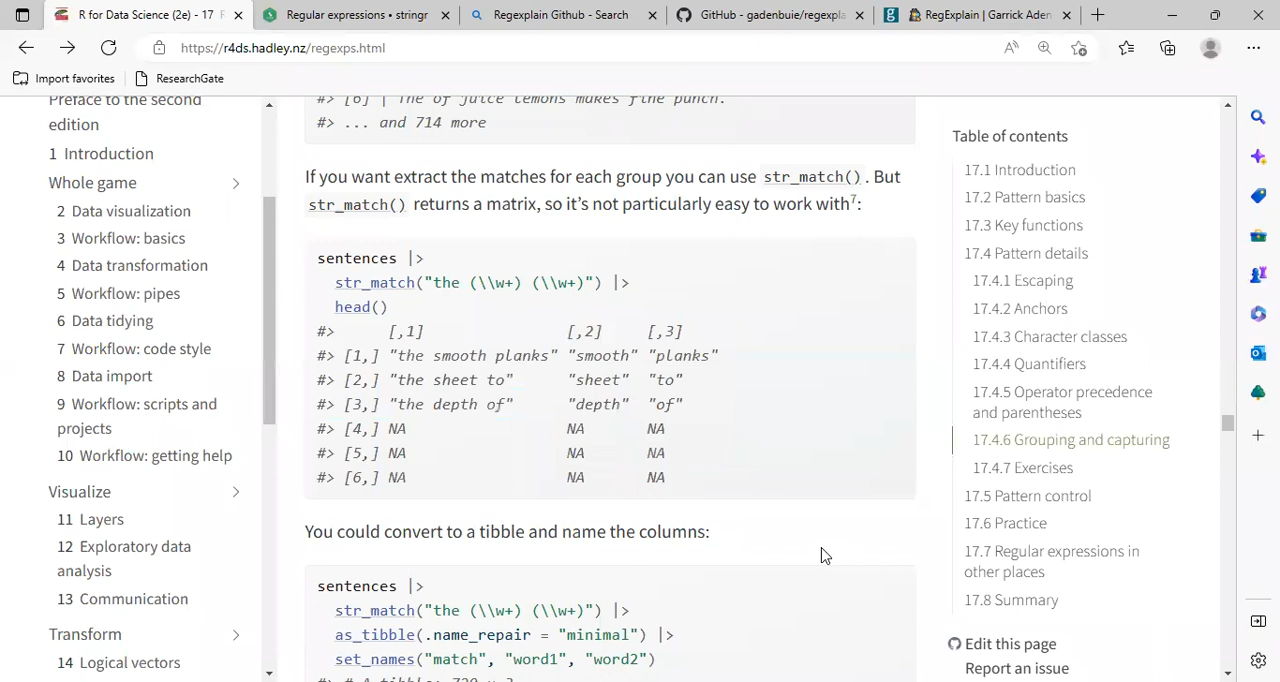 R for Data Science (2e) - 17
Regular expressions • stringr
Regexplain Github - Search
GitHub - gadenbuie/regexpla
RegExplain | Garrick Aden
https://r4ds.hadley.nz/regexps.html
Import favorites
ResearchGate
Preface to the second
edition
1 Introduction
Whole game
2 Data visualization
3 Workflow: basics
4 Data transformation
5 Workflow: pipes
6 Data tidying
7 Workflow: code style
8 Data import
9 Workflow: scripts and
projects
10 Workflow: getting help
Visualize
11 Layers
12 Exploratory data
analysis
13 Communication
Transform
14 Logical vectors
#> [6] | The of juice lemons makes fine punch.
#> ... and 714 more
If you want extract the matches for each group you can use str_match(). But
str_match() returns a matrix, so it’s not particularly easy to work with7:
sentences |>
str_match("the (\\w+) (\\w+)") |>
head()
#> [,1] [,2] [,3]
#> [1,] "the smooth planks" "smooth" "planks"
#> [2,] "the sheet to" "sheet" "to"
#> [3,] "the depth of" "depth" "of"
#> [4,] NA NA NA
#> [5,] NA NA NA
#> [6,] NA NA NA
You could convert to a tibble and name the columns:
sentences |>
str_match("the (\\w+) (\\w+)") |>
as_tibble(.name_repair = "minimal") |>
set_names("match", "word1", "word2")
Table of contents
17.1 Introduction
17.2 Pattern basics
17.3 Key functions
17.4 Pattern details
17.4.1 Escaping
17.4.2 Anchors
17.4.3 Character classes
17.4.4 Quantifiers
17.4.5 Operator precedence
and parentheses
17.4.6 Grouping and capturing
17.4.7 Exercises
17.5 Pattern control
17.6 Practice
17.7 Regular expressions in
other places
17.8 Summary
Edit this page
Report an issue